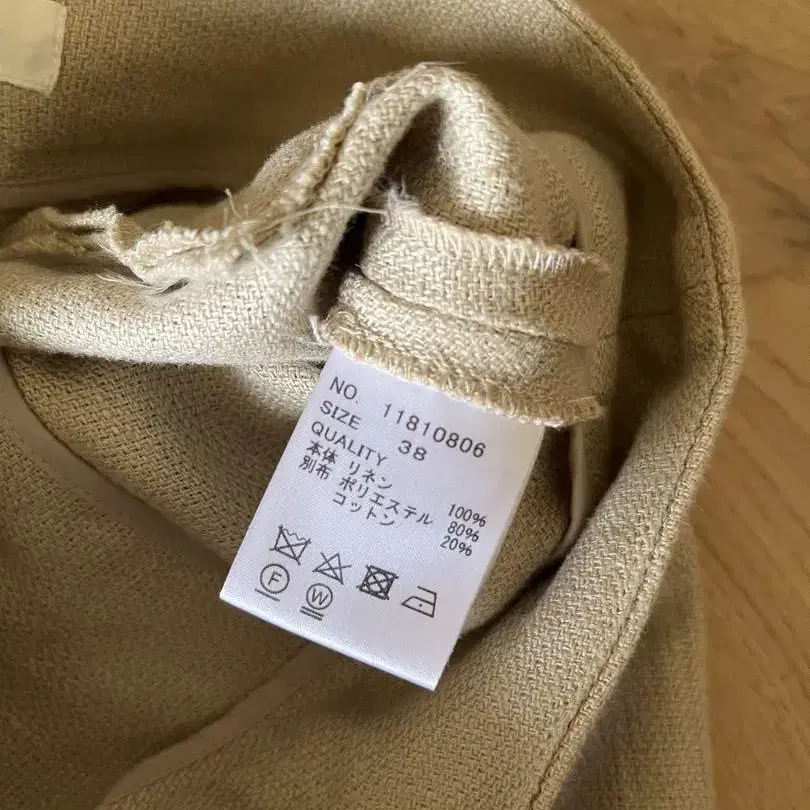 NO. 11810806
SIZE 38
QUALITY
本体 リネン 100%
別布 ポリエステル 80%
コットン 20%
F W